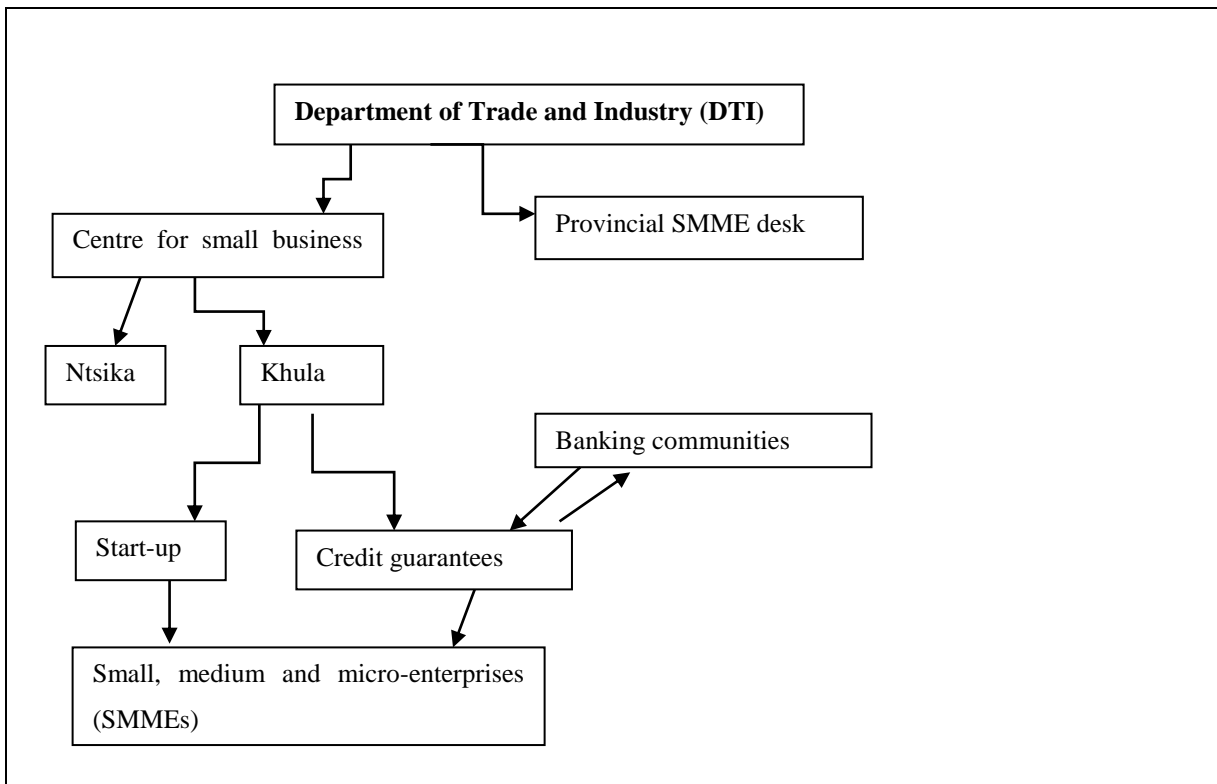 Department of Trade and Industry (DTI)
Provincial SMME desk
Centre for small business
Ntsika
Khula
Banking communities
Start-up
Credit guarantees
Small, medium and micro-enterprises
(SMMEs)